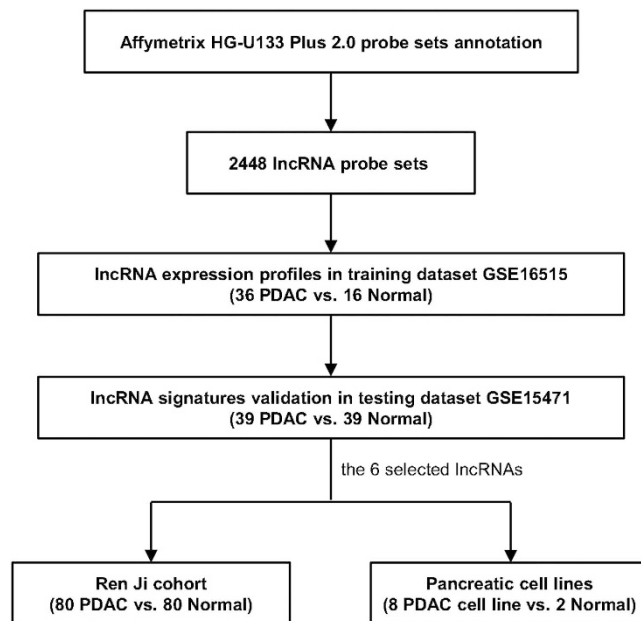 Affymetrix HG-U133 Plus 2.0 probe sets annotation
2448 lncRNA probe sets
lncRNA expression profiles in training dataset GSE16515
(36 PDAC vs. 16 Normal)
lncRNA signatures validation in testing dataset GSE15471
(39 PDAC vs. 39 Normal)
the 6 selected lncRNAs
Ren Ji cohort
(80 PDAC vs. 80 Normal)
Pancreatic cell lines
(8 PDAC cell line vs. 2 Normal)